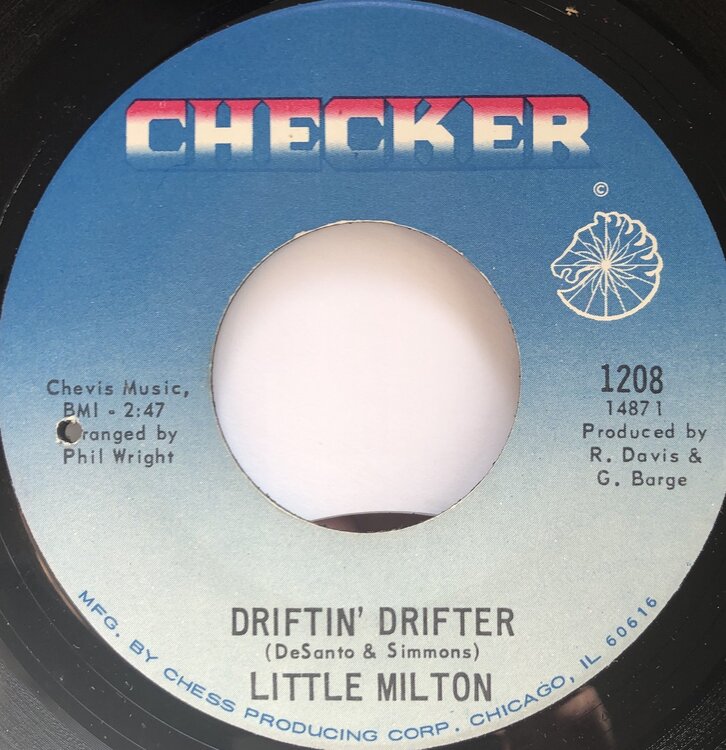 CHECKER
©
Chevis Music,
BMI - 2:47
ranged by
Phil Wright
1208
14871
Produced by
R. Davis &
G. Barge
DRIFTIN' DRIFTER
(DeSanto & Simmons)
LITTLE MILTON
MFG. BY CHESS PRODUCING CORP. CHICAGO, IL 60616